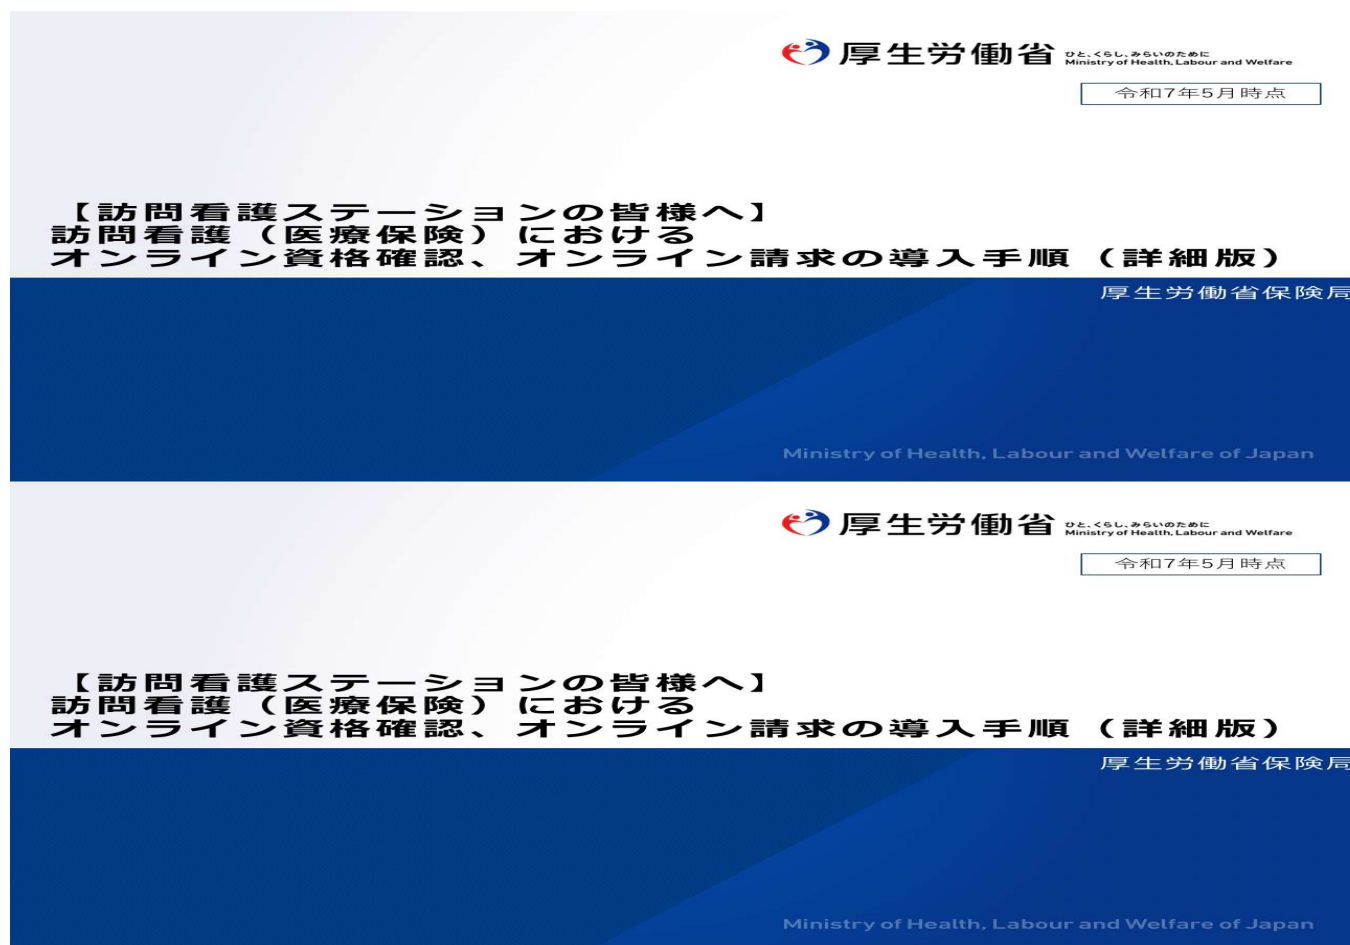 厚生労働省 ひと、くらし、みらいのために
Ministry of Health, Labour and Welfare
令和7年5月時点
【訪問看護ステーションの皆様へ】
訪問看護（医療保険）における
オンライン資格確認、オンライン請求の導入手順（詳細版）
厚生労働省保険局
Ministry of Health, Labour and Welfare of Japan
厚生労働省 ひと、くらし、みらいのために
Ministry of Health, Labour and Welfare
令和7年5月時点
【訪問看護ステーションの皆様へ】
訪問看護（医療保険）における
オンライン資格確認、オンライン請求の導入手順（詳細版）
厚生労働省保険局
Ministry of Health, Labour and Welfare of Japan